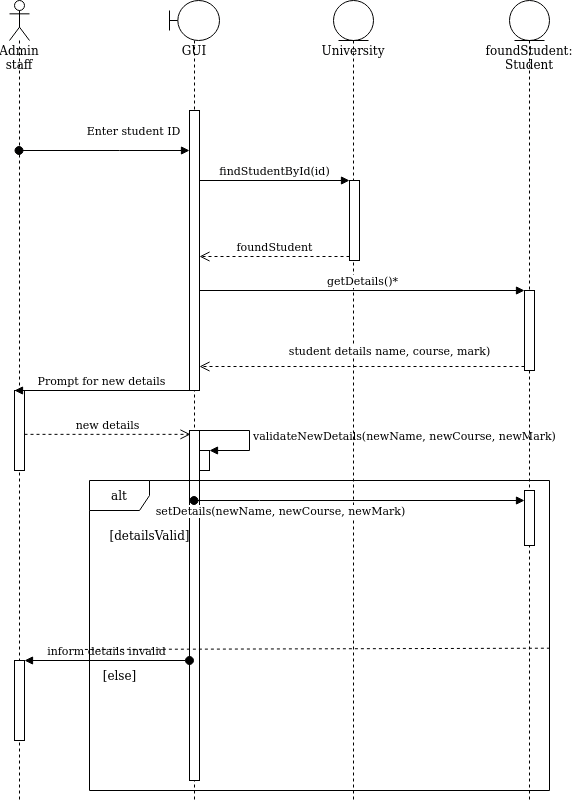 Admin
staff
GUI
University
foundStudent:
Student
Enter student ID
findStudentById(id)
foundStudent
getDetails()*
student details name, course, mark)
Prompt for new details
new details
validateNewDetails(newName, newCourse, newMark)
alt
setDetails(newName, newCourse, newMark)
[detailsValid]
inform details invalid
[else]